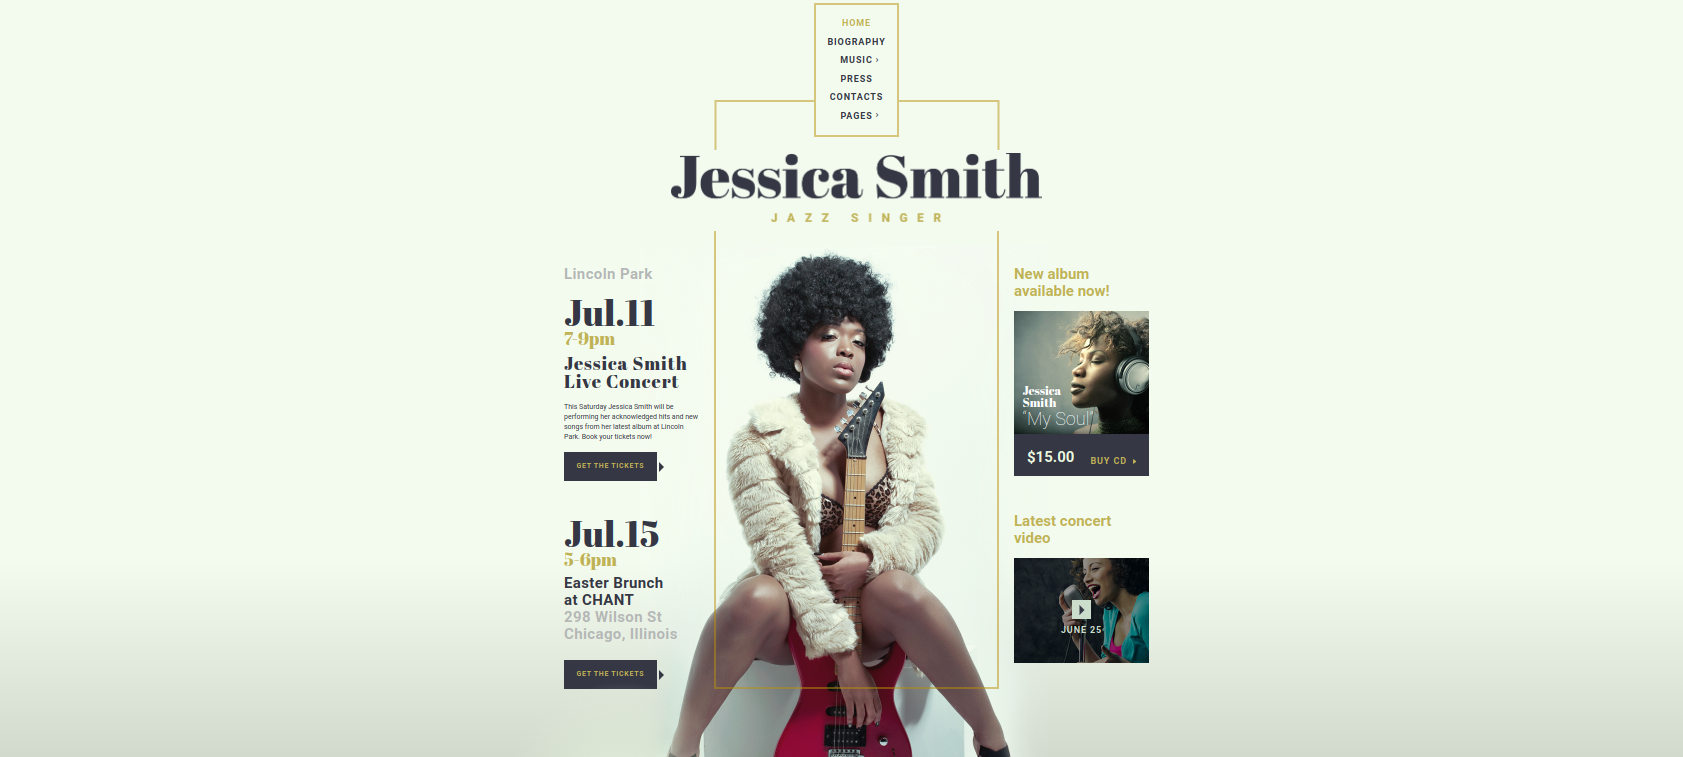 HOME
BIOGRAPHY
MUSIC ›
PRESS
CONTACTS
PAGES ›
Jessica Smith
JAZZ SINGER
Lincoln Park
Jul.11
7-9pm
Jessica Smith
Live Concert
This Saturday Jessica Smith will be
performing her acknowledged hits and new
songs from her latest album at Lincoln
Park. Book your tickets now!
GET THE TICKETS
Jul.15
5-6pm
Easter Brunch
at CHANT
298 Wilson St
Chicago, Illinois
GET THE TICKETS
New album
available now!
Jessica
Smith
"My Soul"
$15.00 BUY CD
Latest concert
video
JUNE 25